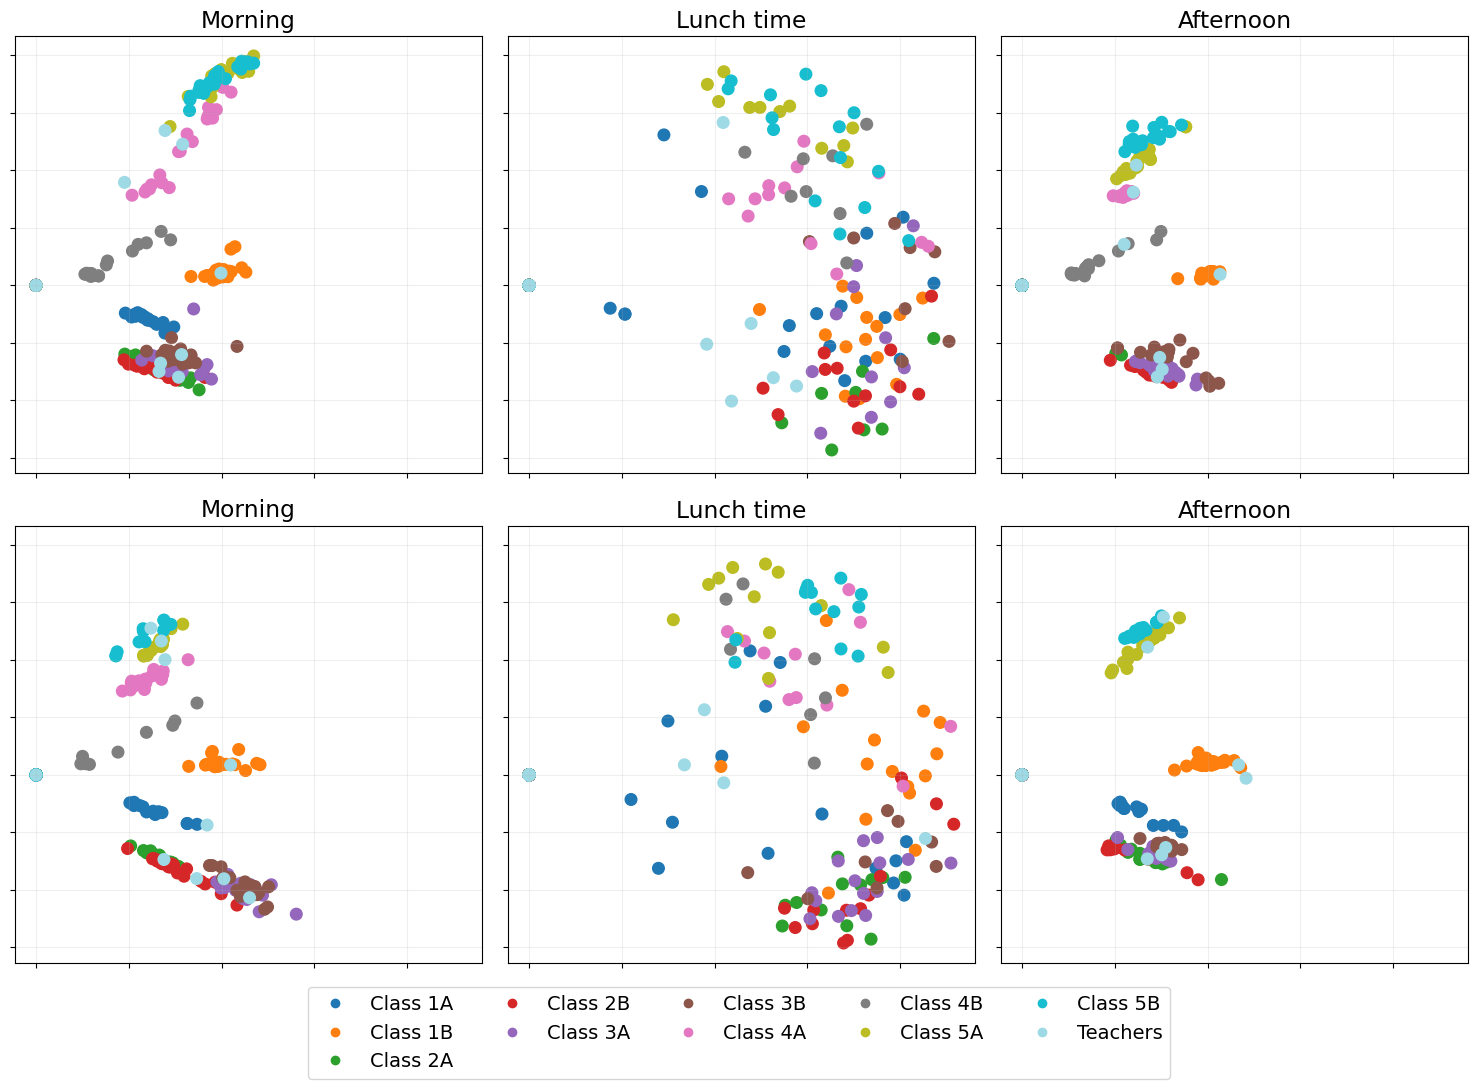 Morning
Lunch time
Afternoon
Morning
Lunch time
Afternoon
Class 1A
Class 2B
Class 3B
Class 4B
Class 5B
Class 1B
Class 3A
Class 4A
Class 5A
Teachers
Class 2A